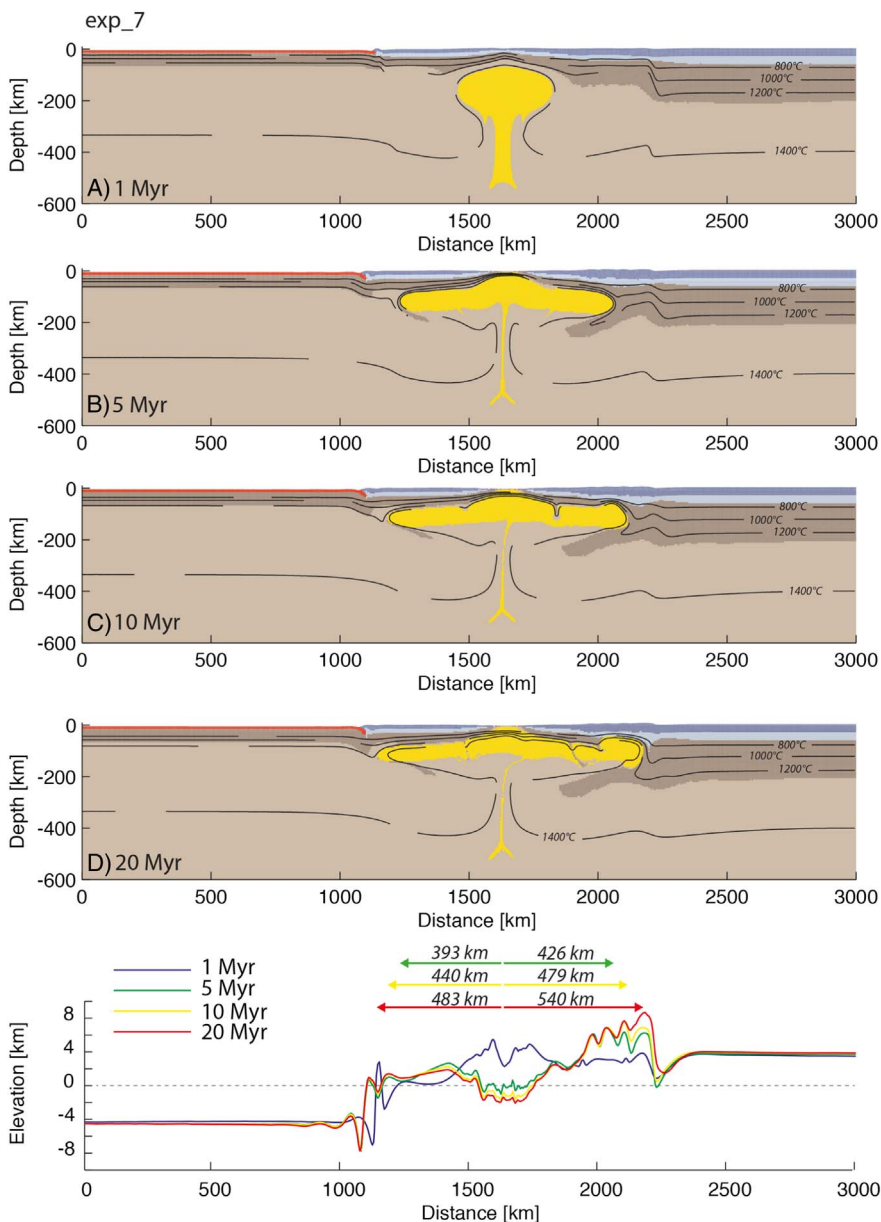 exp_7
0
-200
-400
-600
Depth [km]
800°C
1000°C
1200°C
1400°C
A) 1 Myr
0 500 1000 1500 2000 2500 3000
Distance [km]
0
-200
-400
-600
Depth [km]
800°C
1000°C
1200°C
1400°C
B) 5 Myr
0 500 1000 1500 2000 2500 3000
Distance [km]
0
-200
-400
-600
Depth [km]
800°C
1000°C
1200°C
1400°C
C) 10 Myr
0 500 1000 1500 2000 2500 3000
Distance [km]
0
-200
-400
-600
Depth [km]
800°C
1000°C
1200°C
1400°C
D) 20 Myr
0 500 1000 1500 2000 2500 3000
Distance [km]
1 Myr
5 Myr
10 Myr
20 Myr
393 km 426 km
440 km 479 km
483 km 540 km
8
4
0
-4
-8
Elevation [km]
0 500 1000 1500 2000 2500 3000
Distance [km]